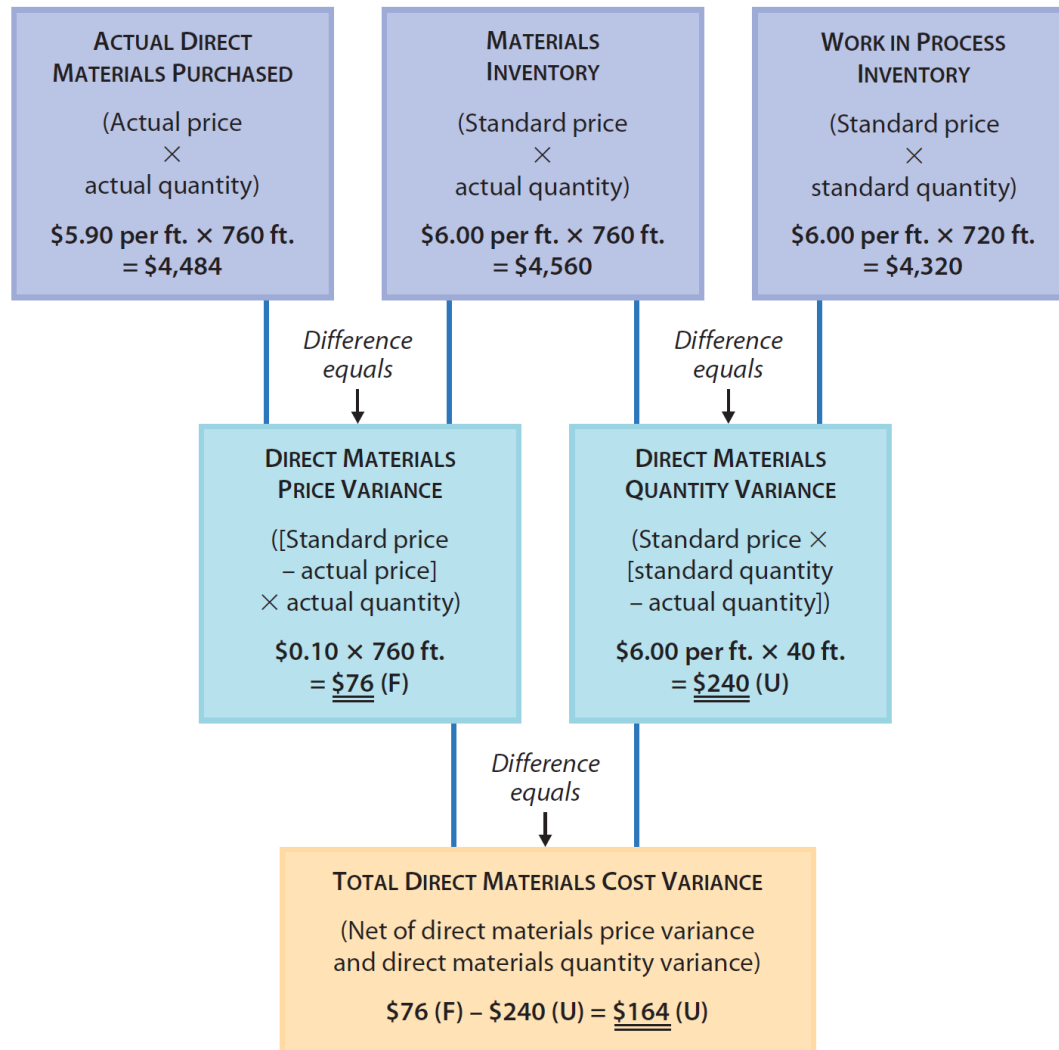 ACTUAL DIRECT
MATERIALS PURCHASED
(Actual price
×
actual quantity)
$5.90 per ft. × 760 ft.
= $4,484
MATERIALS
INVENTORY
(Standard price
×
actual quantity)
$6.00 per ft. × 760 ft.
= $4,560
WORK IN PROCESS
INVENTORY
(Standard price
×
standard quantity)
$6.00 per ft. × 720 ft.
= $4,320
Difference
equals
Difference
equals
DIRECT MATERIALS
PRICE VARIANCE
([Standard price
– actual price]
× actual quantity)
$0.10 × 760 ft.
= $76 (F)
DIRECT MATERIALS
QUANTITY VARIANCE
(Standard price ×
[standard quantity
– actual quantity])
$6.00 per ft. × 40 ft.
= $240 (U)
Difference
equals
TOTAL DIRECT MATERIALS COST VARIANCE
(Net of direct materials price variance
and direct materials quantity variance)
$76 (F) – $240 (U) = $164 (U)